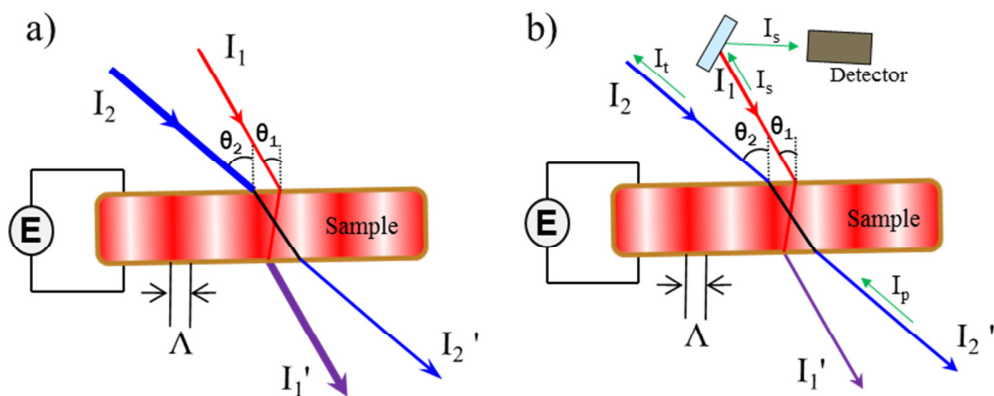 a)
I₁
I₂
θ₂
θ₁
E
Sample
Λ
I₁'
I₂ '
b)
Iₛ
Detector
Iₜ
I₁
Iₛ
I₂
θ₂
θ₁
E
Sample
Iₚ
Λ
I₂ '
I₁'